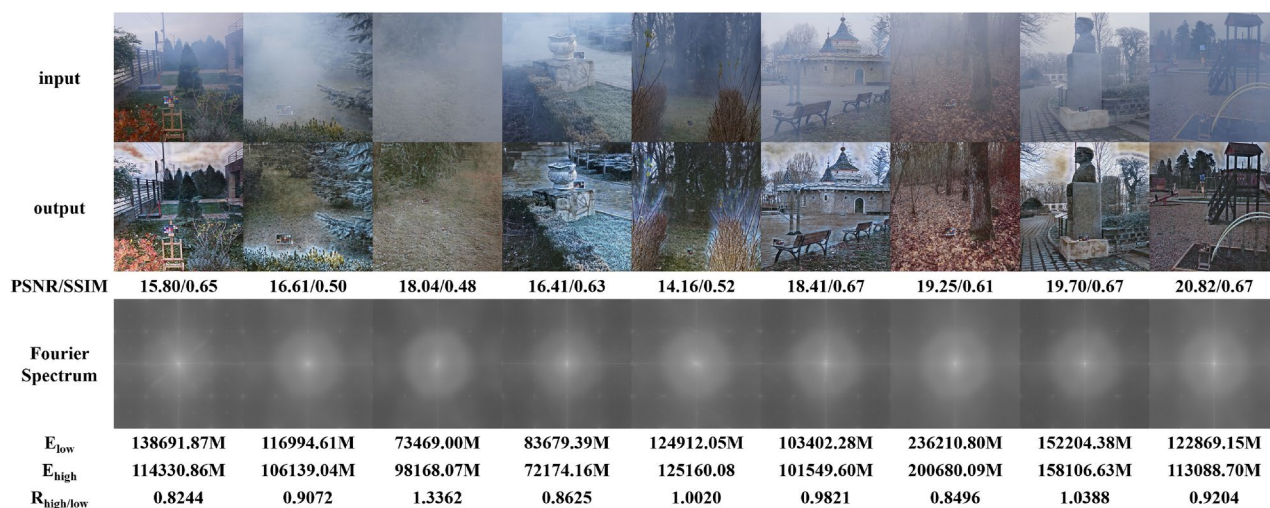 input
output
PSNR/SSIM 15.80/0.65 16.61/0.50 18.04/0.48 16.41/0.63 14.16/0.52 18.41/0.67 19.25/0.61 19.70/0.67 20.82/0.67
Fourier
Spectrum
E_low 138691.87M 116994.61M 73469.00M 83679.39M 124912.05M 103402.28M 236210.80M 152204.38M 122869.15M
E_high 114330.86M 106139.04M 98168.07M 72174.16M 125160.08 101549.60M 200680.09M 158106.63M 113088.70M
R_high/low 0.8244 0.9072 1.3362 0.8625 1.0020 0.9821 0.8496 1.0388 0.9204